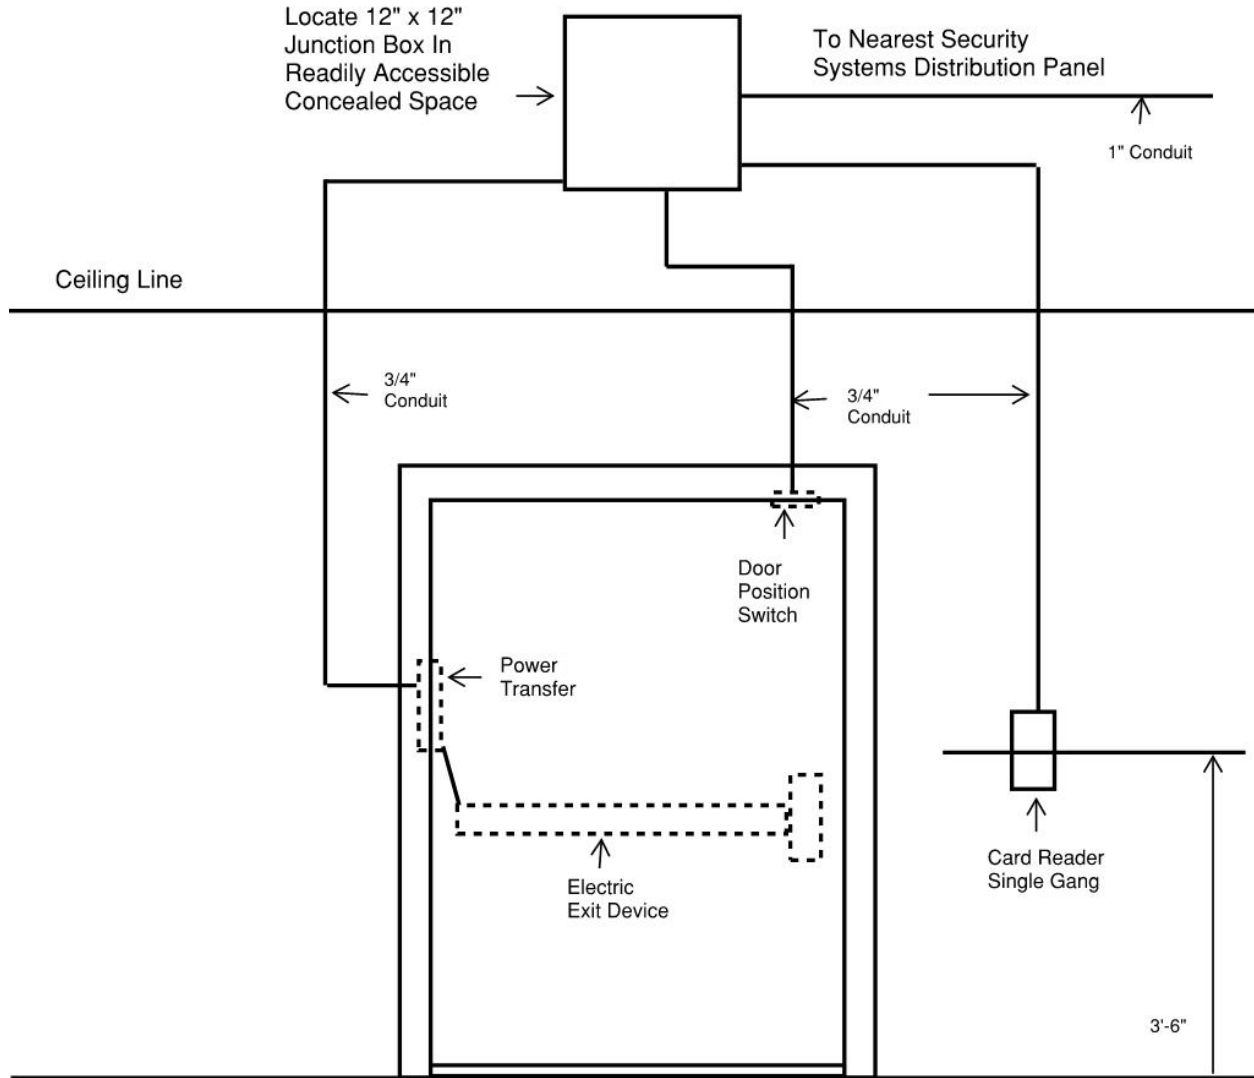 Locate 12" x 12"
Junction Box In
Readily Accessible
Concealed Space
To Nearest Security
Systems Distribution Panel
1" Conduit
Ceiling Line
3/4"
Conduit
3/4"
Conduit
Door
Position
Switch
Power
Transfer
Card Reader
Single Gang
Electric
Exit Device
3'-6"